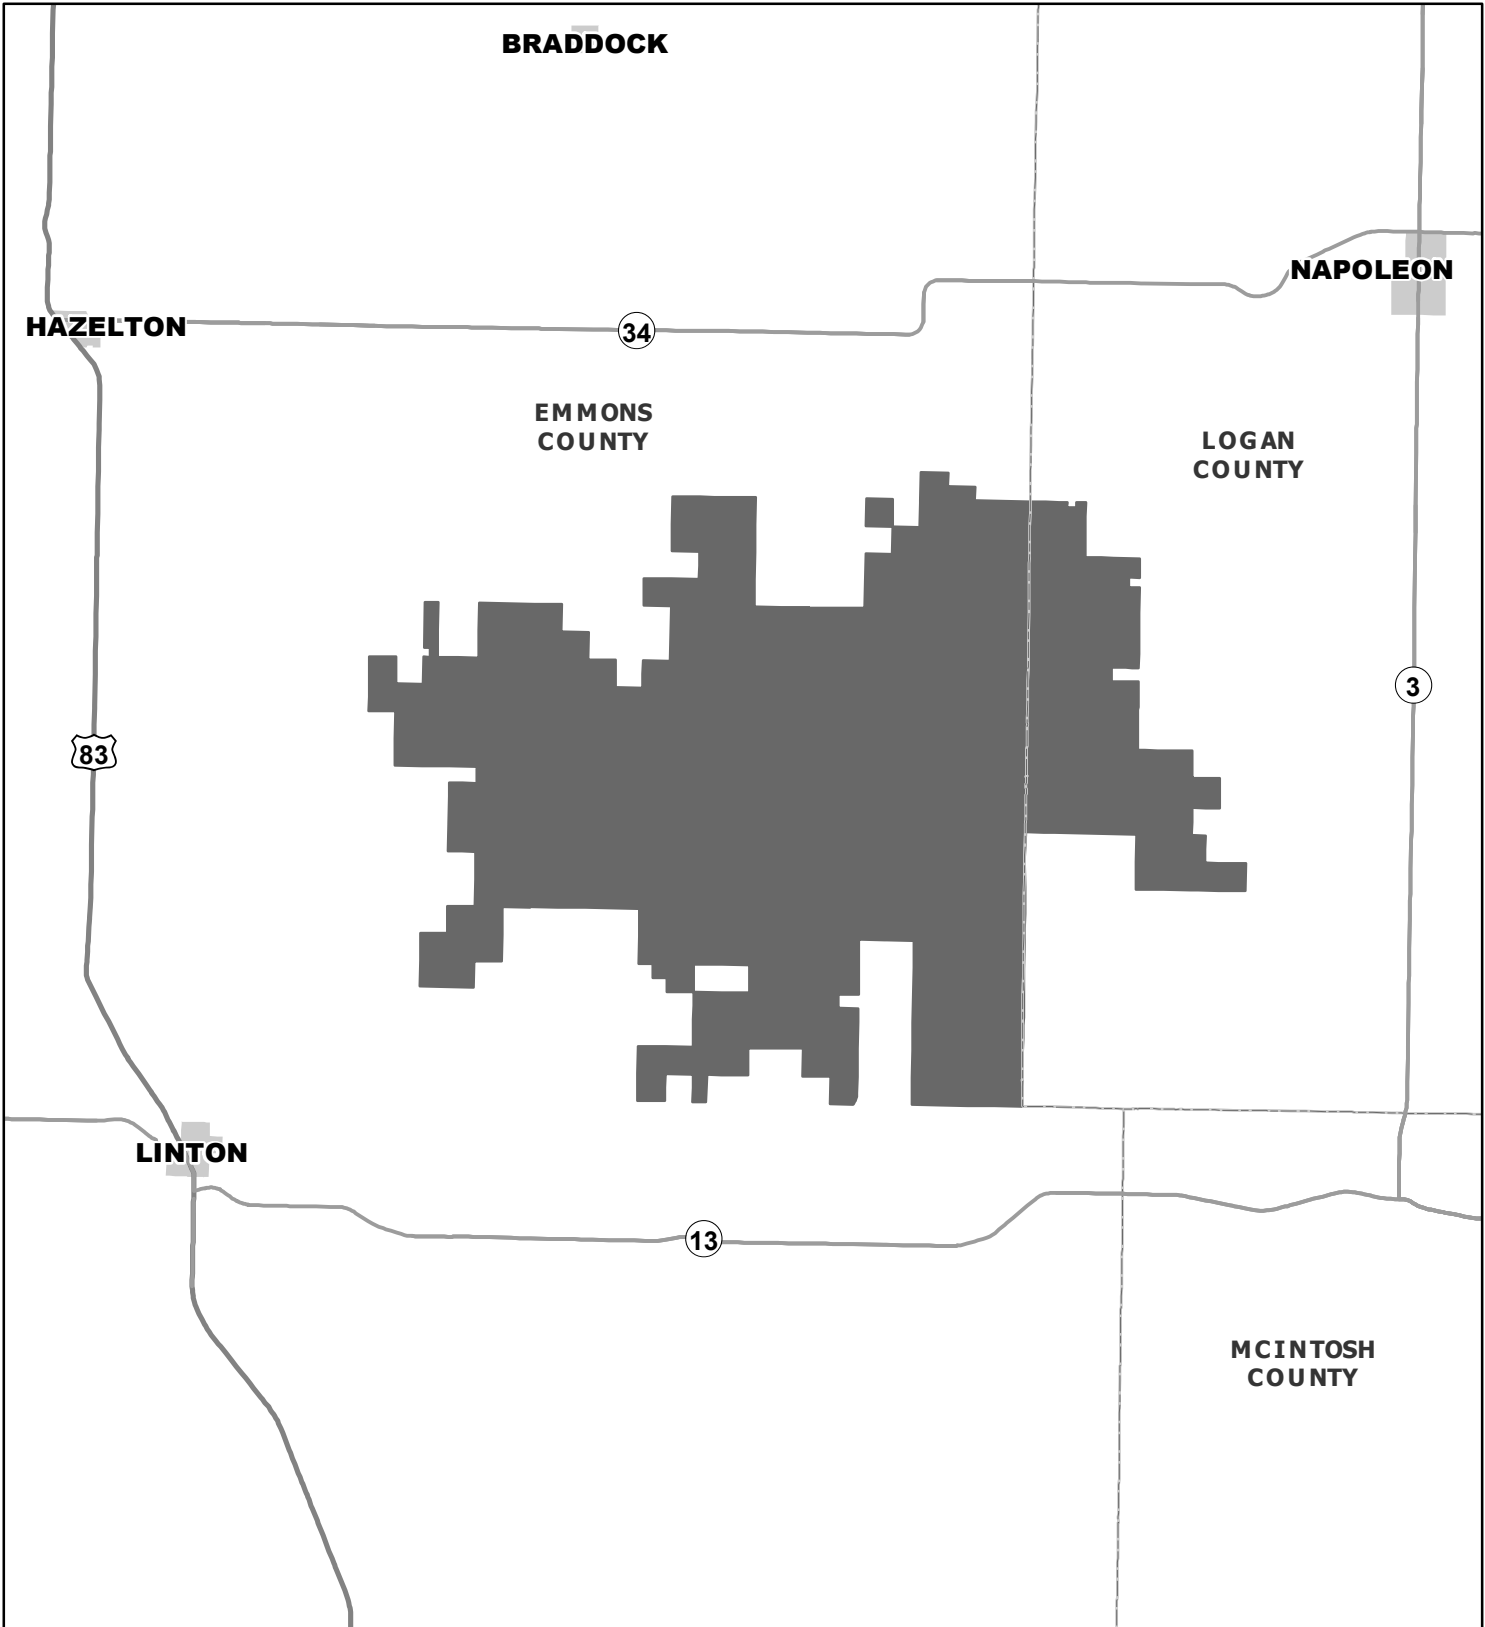 BRADDOCK
NAPOLEON
HAZELTON
34
EMMONS
COUNTY
LOGAN
COUNTY
3
83
LINTON
13
MCINTOSH
COUNTY